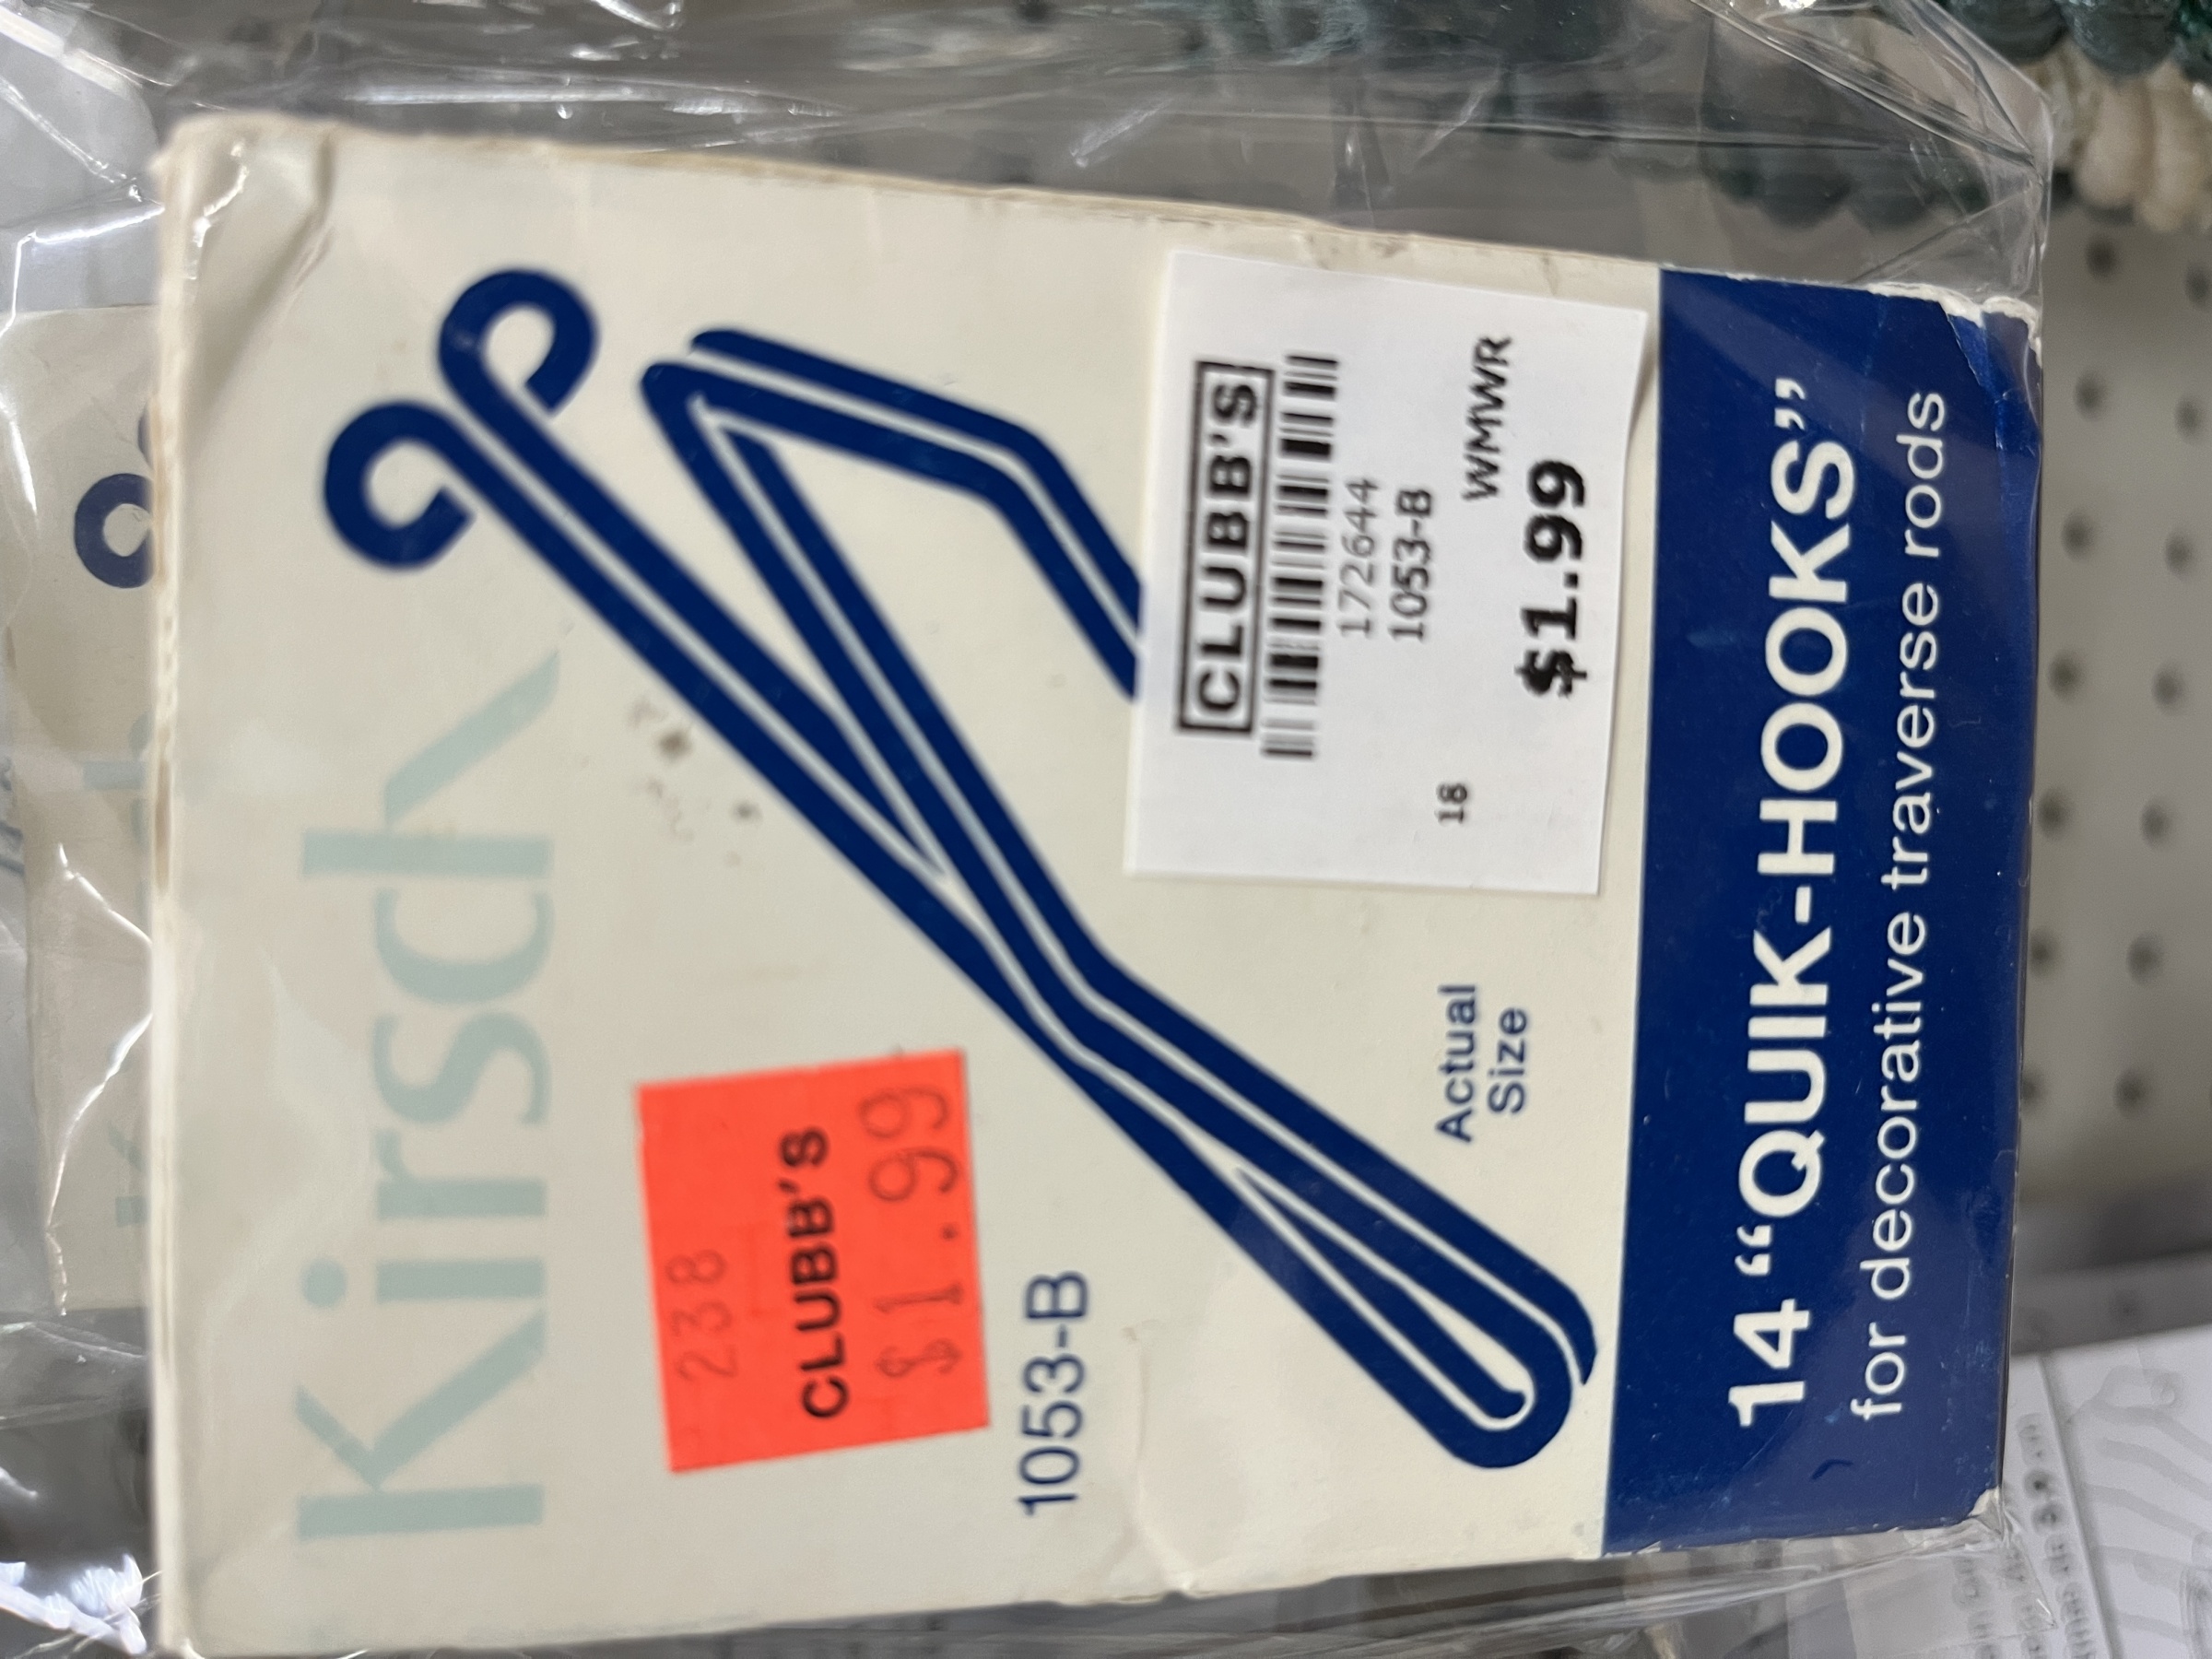 Kirsch
238
CLUBB'S
$1.99
1053-B
CLUBB'S
172644
1053-B
WMWR
18
$1.99
Actual
Size
14 “QUIK-HOOKS”
for decorative traverse rods